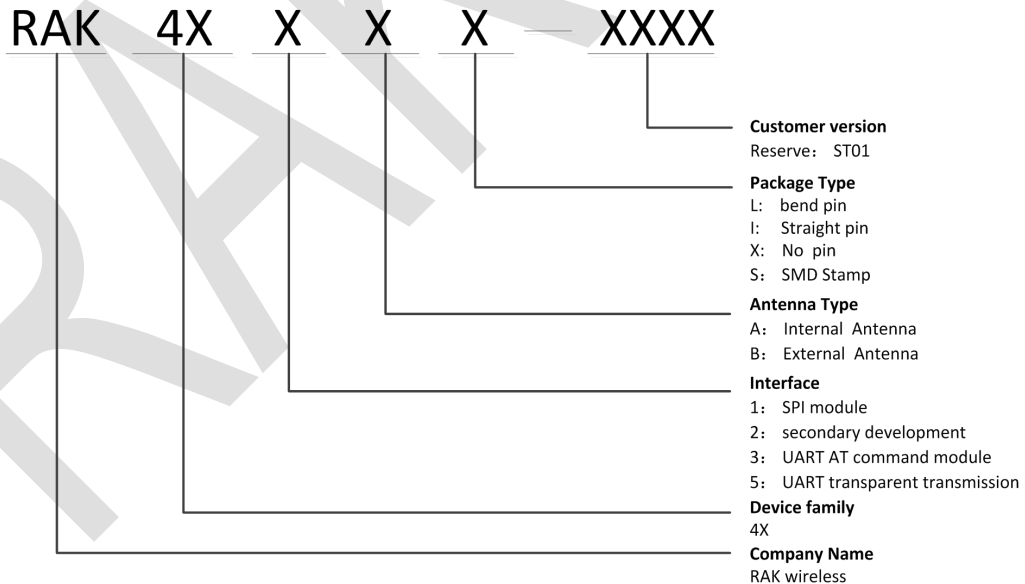 RAK 4X X X X — XXXX
Customer version
Reserve： ST01
Package Type
L: bend pin
I: Straight pin
X: No pin
S: SMD Stamp
Antenna Type
A： Internal Antenna
B： External Antenna
Interface
1： SPI module
2： secondary development
3： UART AT command module
5： UART transparent transmission
Device family
4X
Company Name
RAK wireless